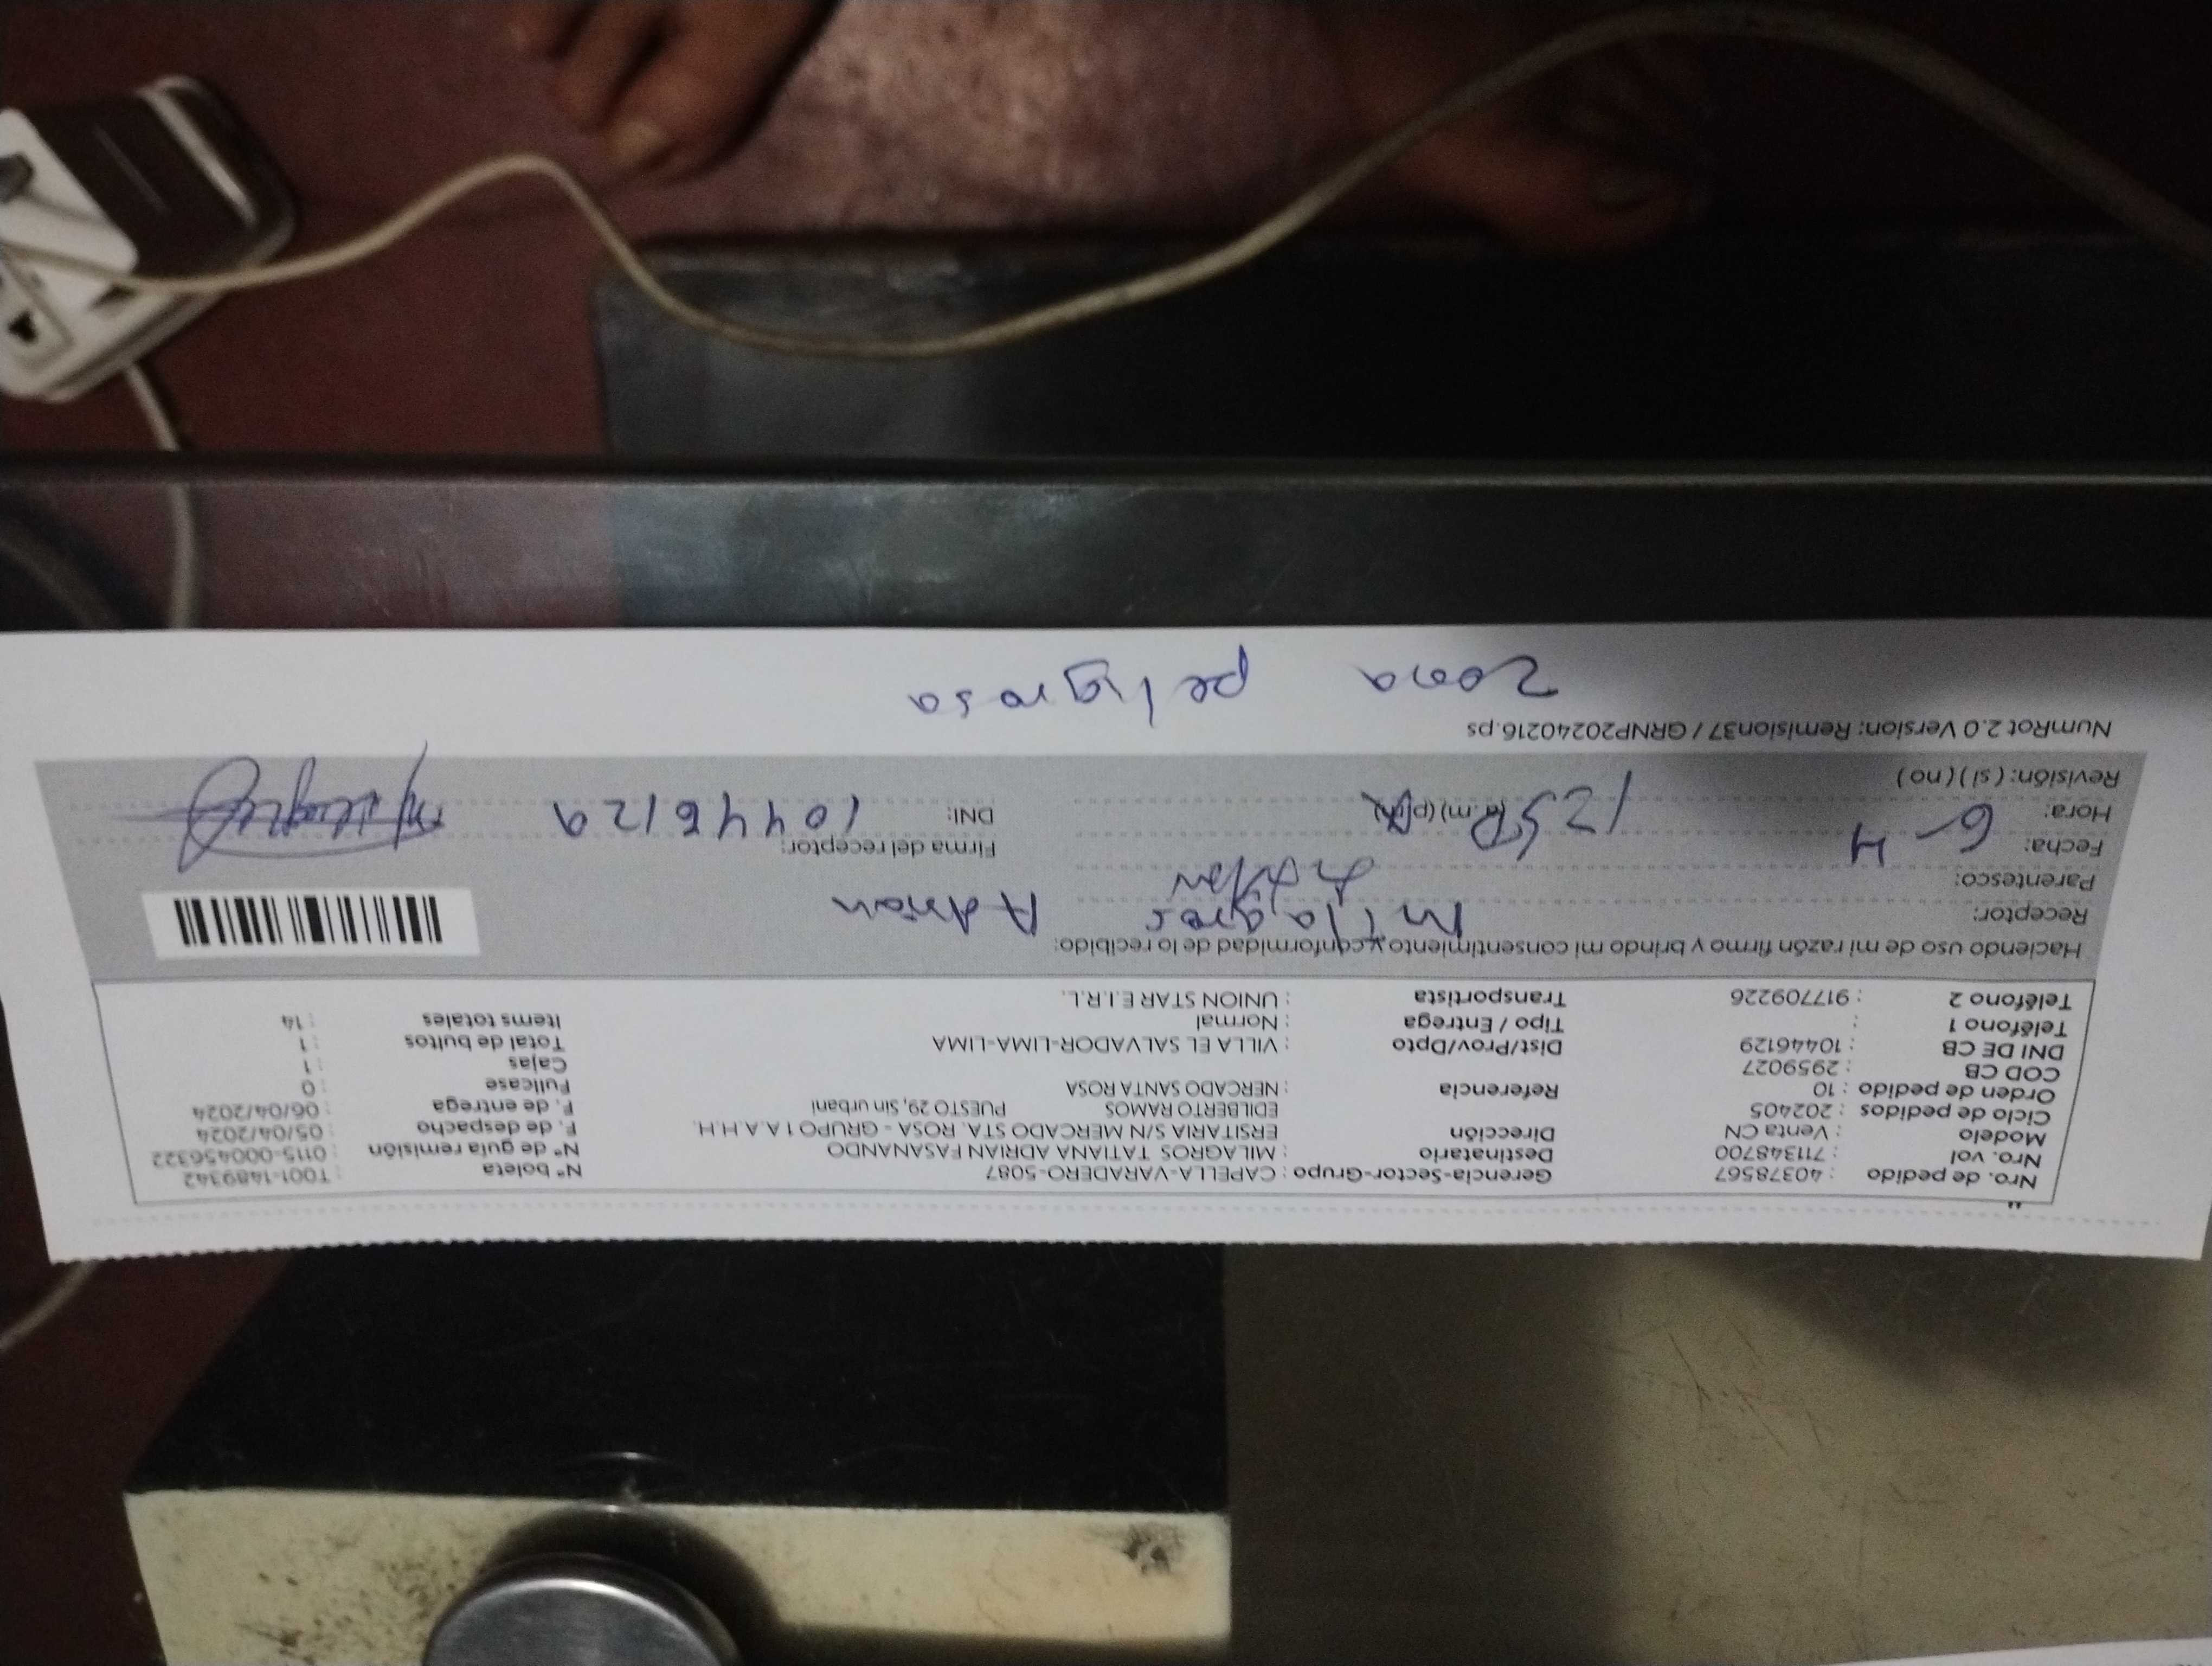 Nro. de pedido : 40378567 Gerencia-Sector-Grupo : CAPELLA-VARADERO-5087 N° boleta : T001-1489342
Nro. vol : 711348700 Destinatario : MILAGROS TATIANA ADRIAN FASANANDO N° de guía remisión : 0115-000456322
Modelo : Venta CN Dirección ERSITARIA S/N MERCADO STA. ROSA - GRUPO 1 A.A H H. F. de despacho : 05/04/2024
Ciclo de pedidos : 202405 EDILBERTO RAMOS PUESTO 29, Sin urbani F. de entrega : 06/04/2024
Orden de pedido : 10 Referencia : NERCADO SANTA ROSA Fullcase : 0
COD CB : 2959027 Cajas : 1
DNI DE CB : 10446129 Dist/Prov/Dpto : VILLA EL SALVADOR-LIMA-LIMA Total de bultos : 1
Teléfono 1 : Tipo / Entrega : Normal Items totales : 14
Teléfono 2 : 917709226 Transportista : UNION STAR E.I.R.L.
Haciendo uso de mi razón firmo y brindo mi consentimiento y conformidad de lo recibido:
Receptor: Milagros Adrian
Parentesco:
Fecha: 6-4 Firma del receptor:
Hora: (a.m) (p.m) DNI: 10446129
Revisión: ( si ) ( no )
NumRot 2.0 Version: Remision37 / GRNP20240216.ps
zona peligrosa